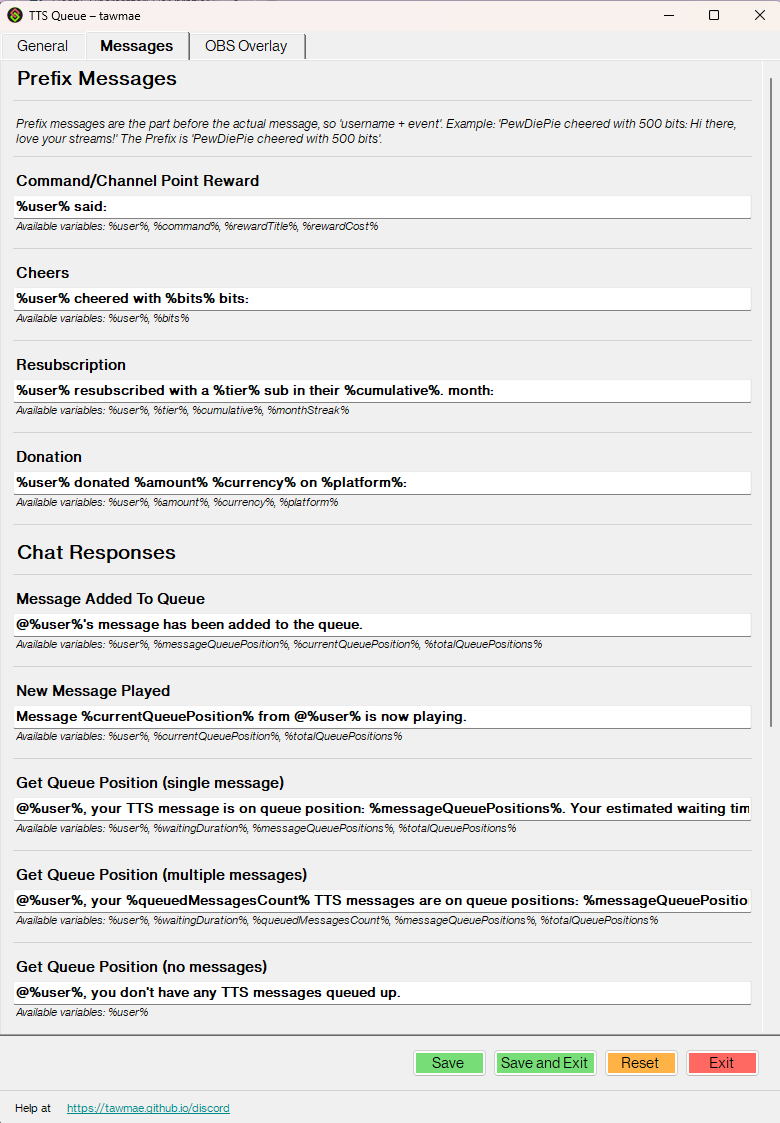 TTS Queue – tawmae
General Messages OBS Overlay
Prefix Messages
Prefix messages are the part before the actual message, so 'username + event'. Example: 'PewDiePie cheered with 500 bits: Hi there,
love your streams!' The Prefix is 'PewDiePie cheered with 500 bits'.
Command/Channel Point Reward
%user% said:
Available variables: %user%, %command%, %rewardTitle%, %rewardCost%
Cheers
%user% cheered with %bits% bits:
Available variables: %user%, %bits%
Resubscription
%user% resubscribed with a %tier% sub in their %cumulative%. month:
Available variables: %user%, %tier%, %cumulative%, %monthStreak%
Donation
%user% donated %amount% %currency% on %platform%:
Available variables: %user%, %amount%, %currency%, %platform%
Chat Responses
Message Added To Queue
@%user%'s message has been added to the queue.
Available variables: %user%, %messageQueuePosition%, %currentQueuePosition%, %totalQueuePositions%
New Message Played
Message %currentQueuePosition% from @%user% is now playing.
Available variables: %user%, %currentQueuePosition%, %totalQueuePositions%
Get Queue Position (single message)
@%user%, your TTS message is on queue position: %messageQueuePositions%. Your estimated waiting tim
Available variables: %user%, %waitingDuration%, %messageQueuePositions%, %totalQueuePositions%
Get Queue Position (multiple messages)
@%user%, your %queuedMessagesCount% TTS messages are on queue positions: %messageQueuePositio
Available variables: %user%, %waitingDuration%, %queuedMessagesCount%, %messageQueuePositions%, %totalQueuePositions%
Get Queue Position (no messages)
@%user%, you don't have any TTS messages queued up.
Available variables: %user%
Save Save and Exit Reset Exit
Help at https://tawmae.github.io/discord